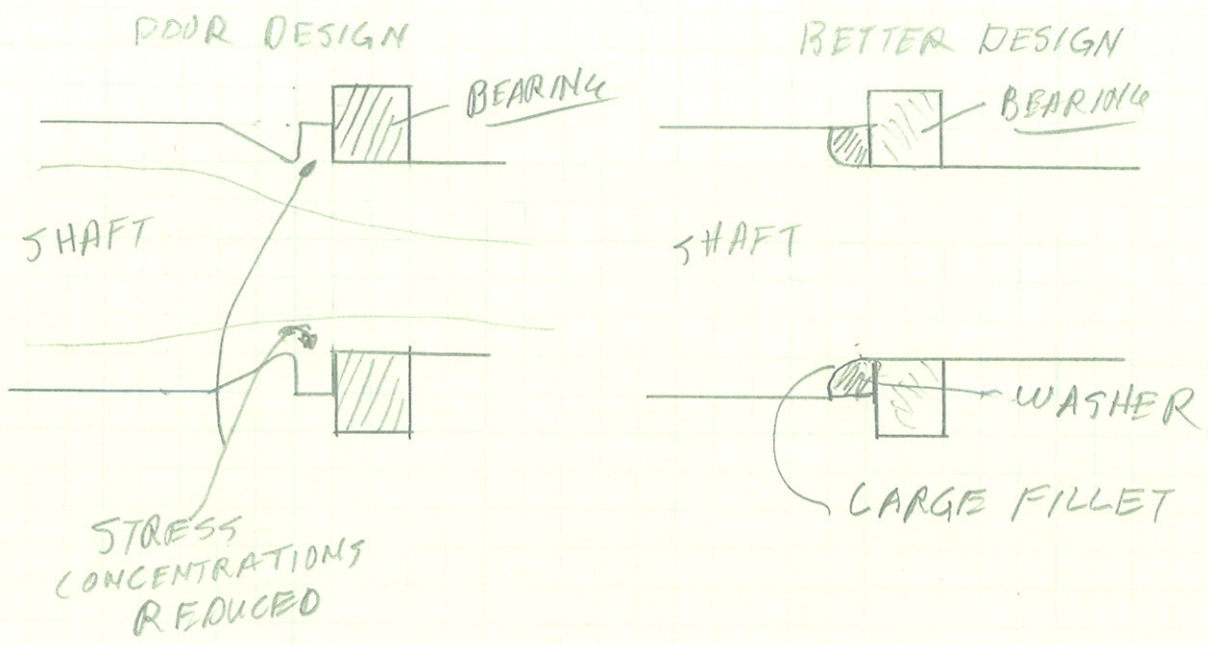 POOR DESIGN
BEARING
SHAFT
STRESS
CONCENTRATIONS
REDUCED
BETTER DESIGN
BEARING
SHAFT
WASHER
LARGE FILLET